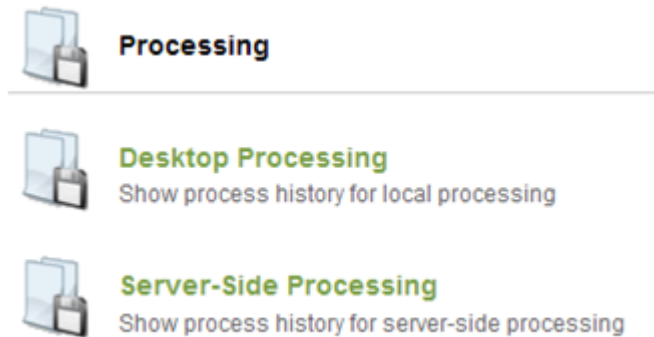 Processing
Desktop Processing
Show process history for local processing
Server-Side Processing
Show process history for server-side processing